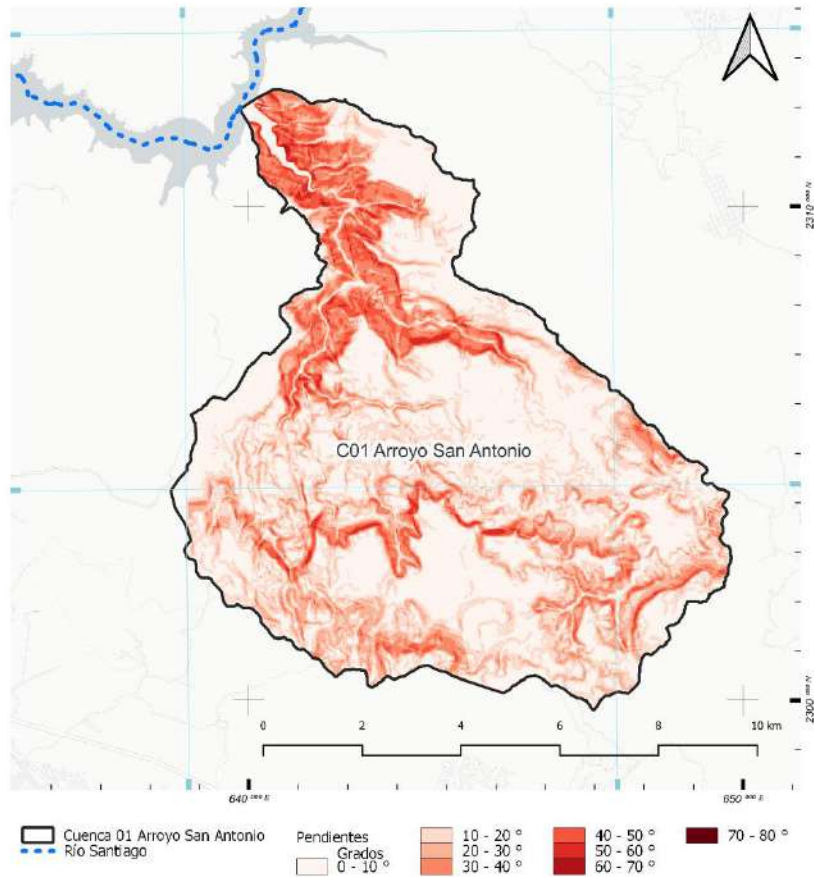 2310 000 N
C01 Arroyo San Antonio
2300 000 N
0 2 4 6 8 10 km
640 000 E
650 000 E
Cuenca 01 Arroyo San Antonio
Río Santiago
Pendientes
Grados
0 - 10 º
10 - 20 º
20 - 30 º
30 - 40 º
40 - 50 º
50 - 60 º
60 - 70 º
70 - 80 º